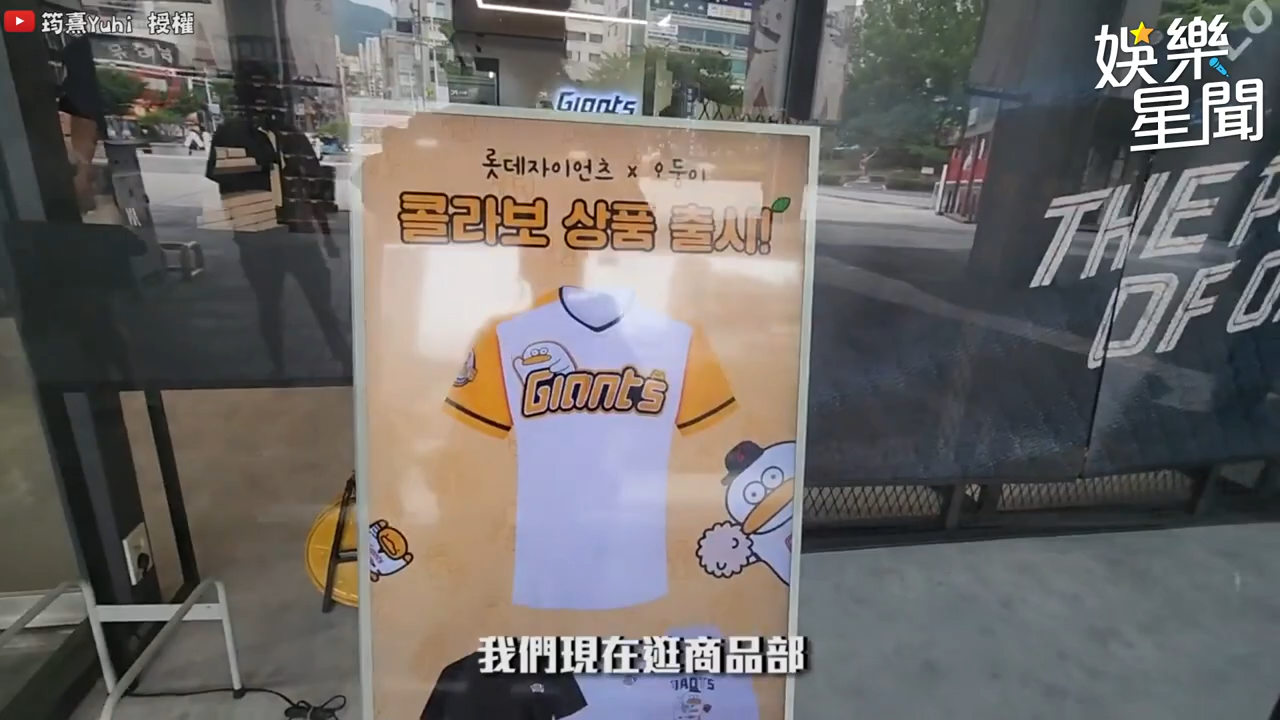 筠熹Yuhi 授權
娛樂
星聞
Giants
롯데자이언츠 x 오둥이
콜라보 상품 출시!
Giants
THE
OF
我們現在逛商品部